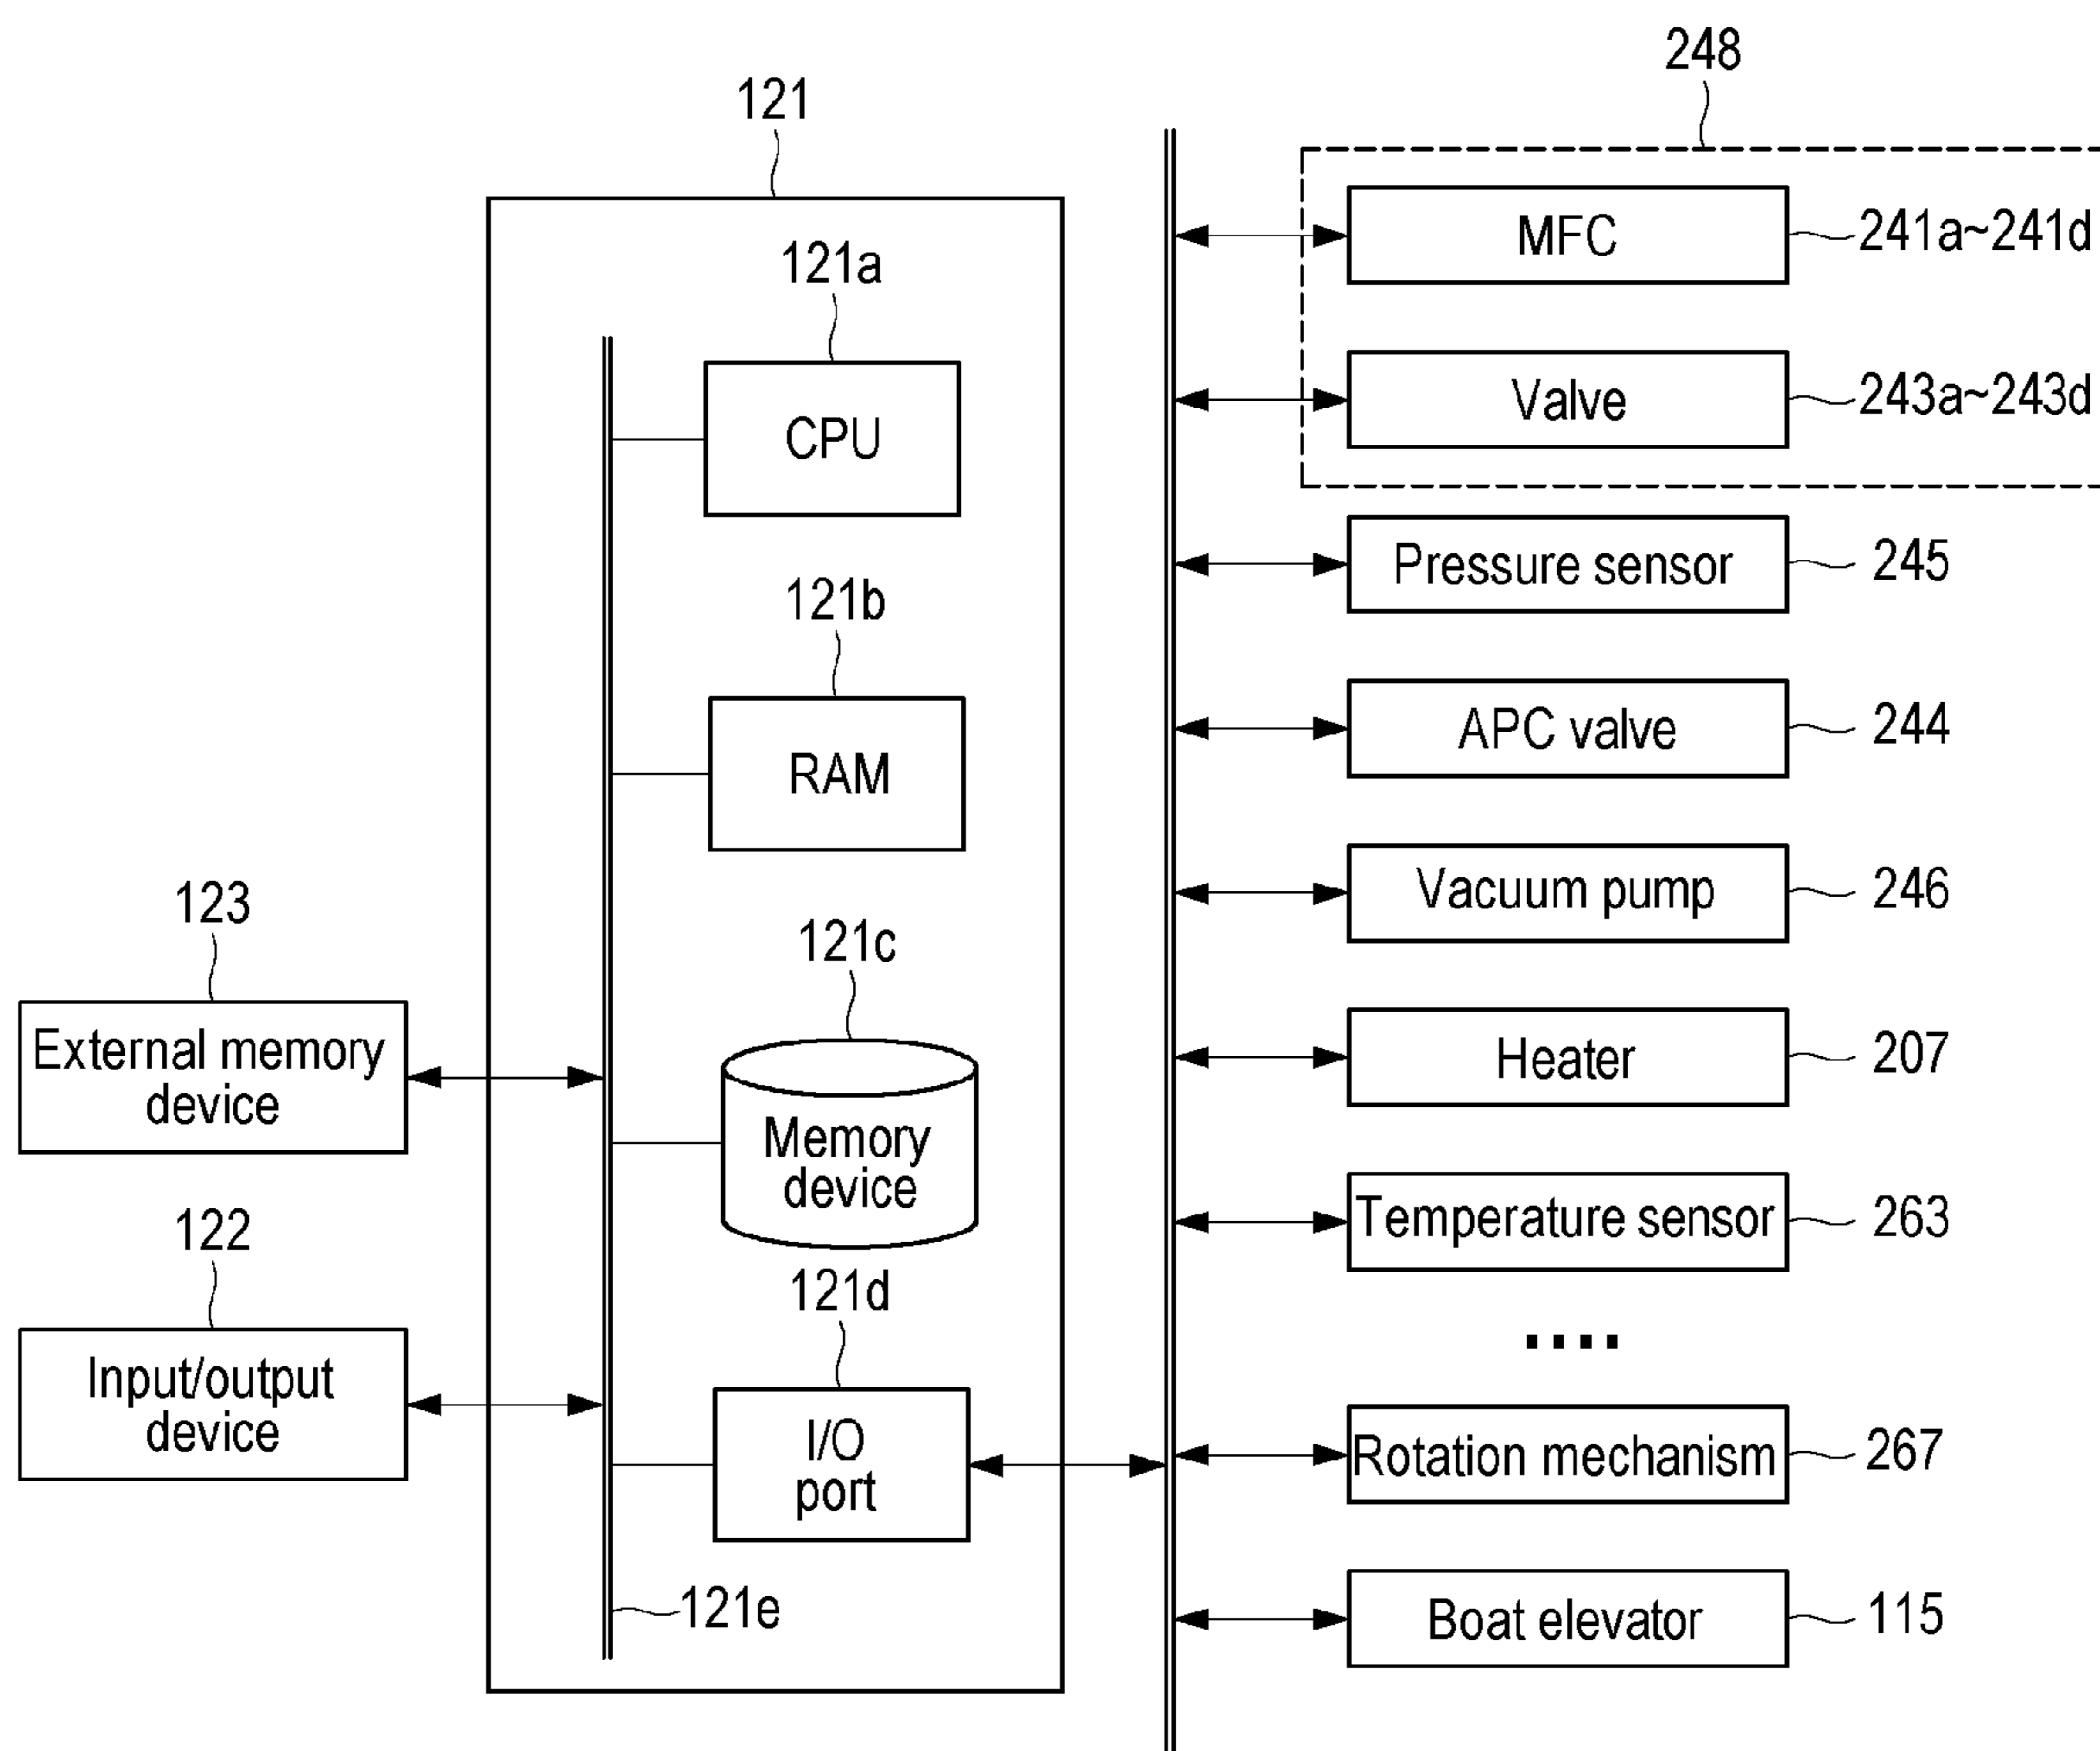 248
121
MFC
241a~241d
121a
CPU
Valve
243a~243d
Pressure sensor
245
121b
RAM
APC valve
244
Vacuum pump
246
123
External memory
device
121c
Memory
device
Heater
207
Temperature sensor
263
122
Input/output
device
121d
I/O
port
....
Rotation mechanism
267
121e
Boat elevator
115